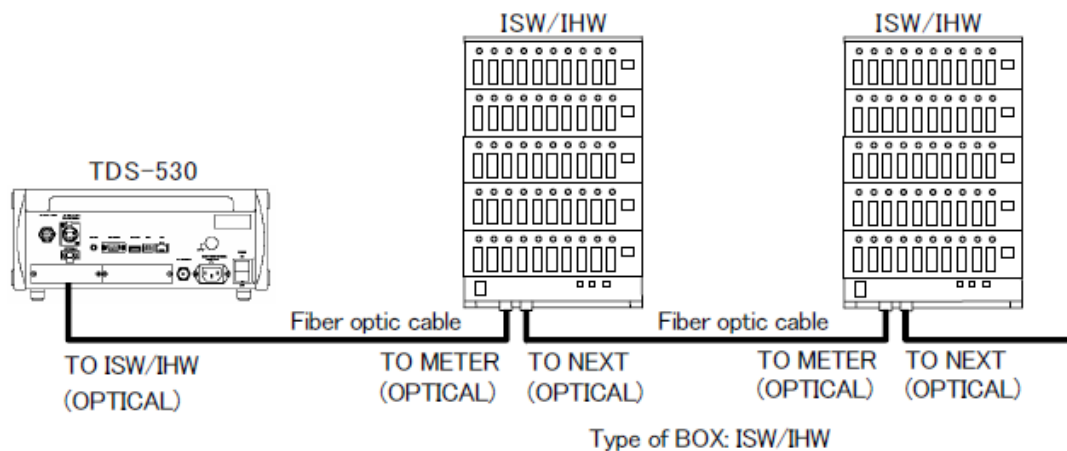 ISW/IHW
ISW/IHW
TDS-530
Fiber optic cable
Fiber optic cable
TO ISW/IHW
(OPTICAL)
TO METER
(OPTICAL)
TO NEXT
(OPTICAL)
TO METER
(OPTICAL)
TO NEXT
(OPTICAL)
Type of BOX: ISW/IHW